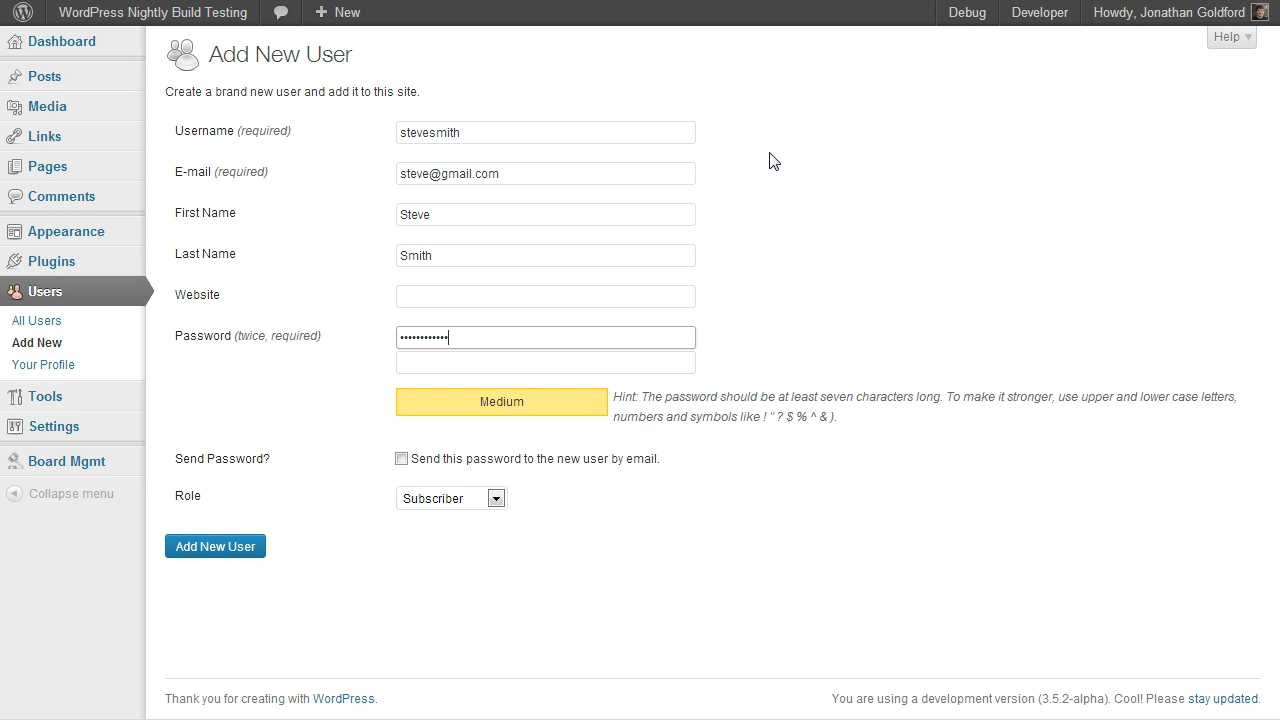 WordPress Nightly Build Testing
New
Debug
Developer
Howdy, Jonathan Goldford
Help
Dashboard
Posts
Media
Links
Pages
Comments
Appearance
Plugins
Users
All Users
Add New
Your Profile
Tools
Settings
Board Mgmt
Collapse menu
Add New User
Create a brand new user and add it to this site.
Username (required)
stevesmith
E-mail (required)
steve@gmail.com
First Name
Steve
Last Name
Smith
Website
Password (twice, required)
••••••••••••
Medium
Hint: The password should be at least seven characters long. To make it stronger, use upper and lower case letters,
numbers and symbols like ! " ? $ % ^ & ).
Send Password?
Send this password to the new user by email.
Role
Subscriber
Add New User
Thank you for creating with WordPress.
You are using a development version (3.5.2-alpha). Cool! Please stay updated.